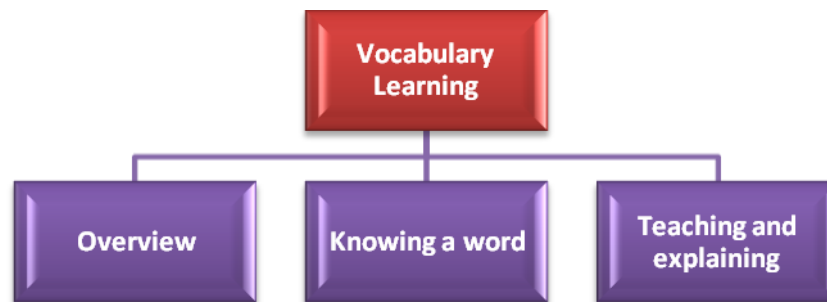 Vocabulary
Learning
Overview
Knowing a word
Teaching and
explaining